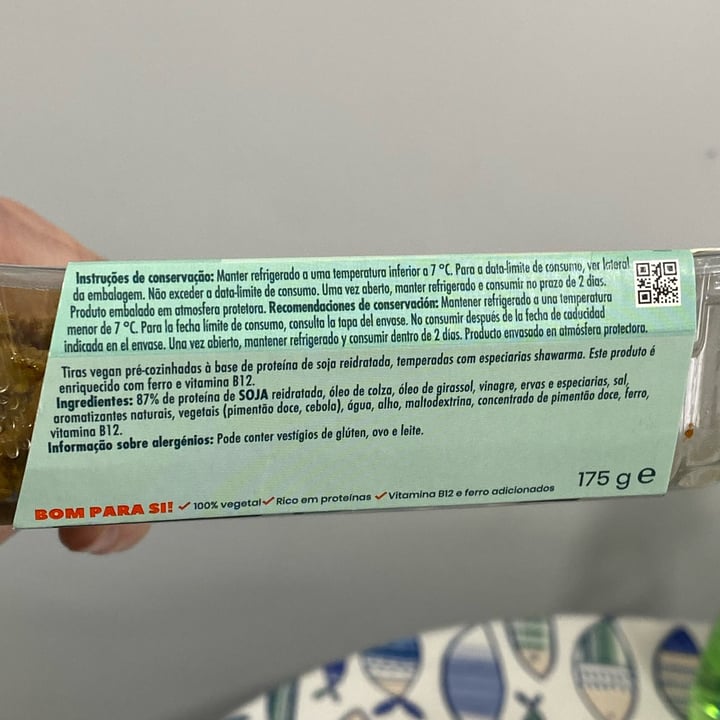 Instruções de conservação: Manter refrigerado a uma temperatura inferior a 7 °C. Para a data-limite de consumo, ver lateral
da embalagem. Não exceder a data-limite de consumo. Uma vez aberto, manter refrigerado e consumir no prazo de 2 dias.
Produto embalado em atmosfera protetora. Recomendaciones de conservación: Mantener refrigerado a una temperatura
menor de 7 °C. Para la fecha límite de consumo, consulta la tapa del envase. No consumir después de la fecha de caducidad
indicada en el envase. Una vez abierto, mantener refrigerado y consumir dentro de 2 días. Producto envasado en atmósfera protectora.
Tiras vegan pré-cozinhadas à base de proteína de soja reidratada, temperadas com especiarias shawarma. Este produto é
enriquecido com ferro e vitamina B12.
Ingredientes: 87% de proteína de SOJA reidratada, óleo de colza, óleo de girassol, vinagre, ervas e especiarias, sal,
aromatizantes naturais, vegetais (pimentão doce, cebola), água, alho, maltodextrina, concentrado de pimentão doce, ferro,
vitamina B12.
Informação sobre alergénios: Pode conter vestígios de glúten, ovo e leite.
175 g e
BOM PARA SI! ✓ 100% vegetal ✓ Rico em proteínas ✓ Vitamina B12 e ferro adicionados